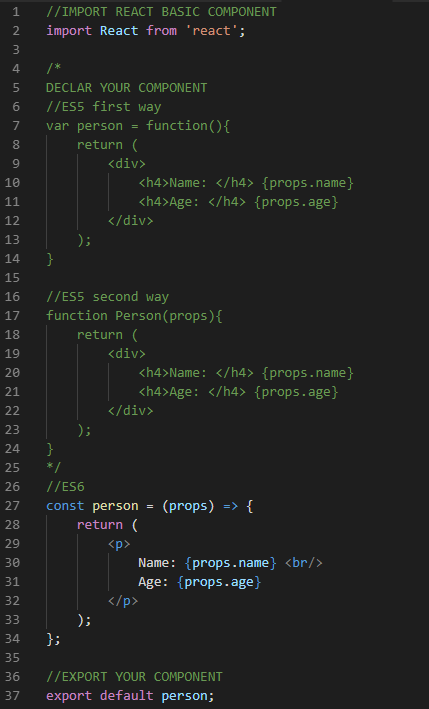 1 //IMPORT REACT BASIC COMPONENT
2 import React from 'react';
3
4 /*
5 DECLAR YOUR COMPONENT
6 //ES5 first way
7 var person = function(){
8     return (
9         <div>
10             <h4>Name: </h4> {props.name}
11             <h4>Age: </h4> {props.age}
12         </div>
13     );
14 }
15
16 //ES5 second way
17 function Person(props){
18     return (
19         <div>
20             <h4>Name: </h4> {props.name}
21             <h4>Age: </h4> {props.age}
22         </div>
23     );
24 }
25 */
26 //ES6
27 const person = (props) => {
28     return (
29         <p>
30             Name: {props.name} <br/>
31             Age: {props.age}
32         </p>
33     );
34 };
35
36 //EXPORT YOUR COMPONENT
37 export default person;